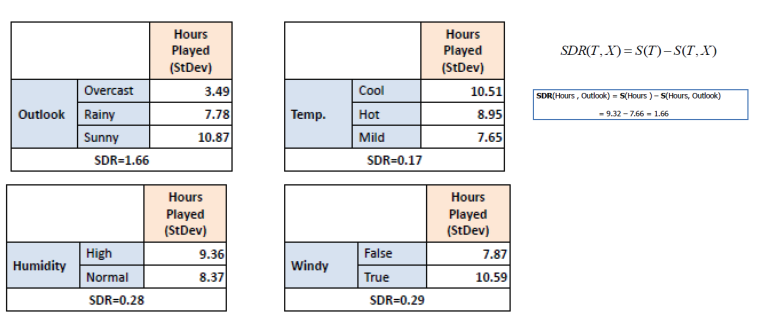 Hours
Played
(StDev)
Outlook
Overcast 3.49
Rainy 7.78
Sunny 10.87
SDR=1.66
Hours
Played
(StDev)
Temp.
Cool 10.51
Hot 8.95
Mild 7.65
SDR=0.17
SDR(T, X) = S(T) − S(T, X)
SDR(Hours , Outlook) = S(Hours ) − S(Hours, Outlook)
= 9.32 − 7.66 = 1.66
Hours
Played
(StDev)
Humidity
High 9.36
Normal 8.37
SDR=0.28
Hours
Played
(StDev)
Windy
False 7.87
True 10.59
SDR=0.29